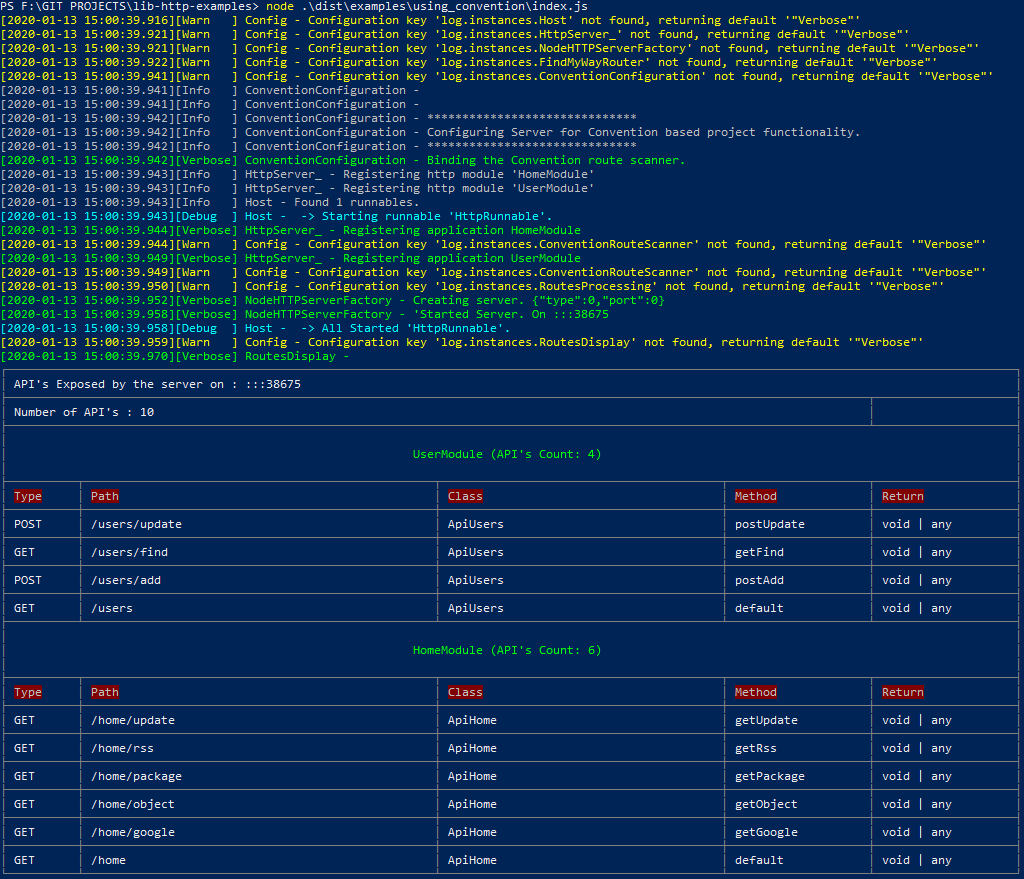 PS F:\GIT PROJECTS\lib-http-examples> node .\dist\examples\using_convention\index.js
[2020-01-13 15:00:39.916][Warn   ] Config - Configuration key 'log.instances.Host' not found, returning default '"Verbose"'
[2020-01-13 15:00:39.921][Warn   ] Config - Configuration key 'log.instances.HttpServer_' not found, returning default '"Verbose"'
[2020-01-13 15:00:39.921][Warn   ] Config - Configuration key 'log.instances.NodeHTTPServerFactory' not found, returning default '"Verbose"'
[2020-01-13 15:00:39.922][Warn   ] Config - Configuration key 'log.instances.FindMyWayRouter' not found, returning default '"Verbose"'
[2020-01-13 15:00:39.941][Warn   ] Config - Configuration key 'log.instances.ConventionConfiguration' not found, returning default '"Verbose"'
[2020-01-13 15:00:39.941][Info   ] ConventionConfiguration -
[2020-01-13 15:00:39.941][Info   ] ConventionConfiguration -
[2020-01-13 15:00:39.942][Info   ] ConventionConfiguration - ******************************
[2020-01-13 15:00:39.942][Info   ] ConventionConfiguration - Configuring Server for Convention based project functionality.
[2020-01-13 15:00:39.942][Info   ] ConventionConfiguration - ******************************
[2020-01-13 15:00:39.942][Verbose] ConventionConfiguration - Binding the Convention route scanner.
[2020-01-13 15:00:39.943][Info   ] HttpServer_ - Registering http module 'HomeModule'
[2020-01-13 15:00:39.943][Info   ] HttpServer_ - Registering http module 'UserModule'
[2020-01-13 15:00:39.943][Info   ] Host - Found 1 runnables.
[2020-01-13 15:00:39.943][Debug  ] Host -  -> Starting runnable 'HttpRunnable'.
[2020-01-13 15:00:39.944][Verbose] HttpServer_ - Registering application HomeModule
[2020-01-13 15:00:39.944][Warn   ] Config - Configuration key 'log.instances.ConventionRouteScanner' not found, returning default '"Verbose"'
[2020-01-13 15:00:39.949][Verbose] HttpServer_ - Registering application UserModule
[2020-01-13 15:00:39.949][Warn   ] Config - Configuration key 'log.instances.ConventionRouteScanner' not found, returning default '"Verbose"'
[2020-01-13 15:00:39.950][Warn   ] Config - Configuration key 'log.instances.RoutesProcessing' not found, returning default '"Verbose"'
[2020-01-13 15:00:39.952][Verbose] NodeHTTPServerFactory - Creating server. {"type":0,"port":0}
[2020-01-13 15:00:39.958][Verbose] NodeHTTPServerFactory - 'Started Server. On :::38675
[2020-01-13 15:00:39.958][Debug  ] Host -  -> All Started 'HttpRunnable'.
[2020-01-13 15:00:39.959][Warn   ] Config - Configuration key 'log.instances.RoutesDisplay' not found, returning default '"Verbose"'
[2020-01-13 15:00:39.970][Verbose] RoutesDisplay -
API's Exposed by the server on : :::38675
Number of API's : 10
UserModule (API's Count: 4)
Type Path Class Method Return
POST /users/update ApiUsers postUpdate void | any
GET /users/find ApiUsers getFind void | any
POST /users/add ApiUsers postAdd void | any
GET /users ApiUsers default void | any
HomeModule (API's Count: 6)
Type Path Class Method Return
GET /home/update ApiHome getUpdate void | any
GET /home/rss ApiHome getRss void | any
GET /home/package ApiHome getPackage void | any
GET /home/object ApiHome getObject void | any
GET /home/google ApiHome getGoogle void | any
GET /home ApiHome default void | any